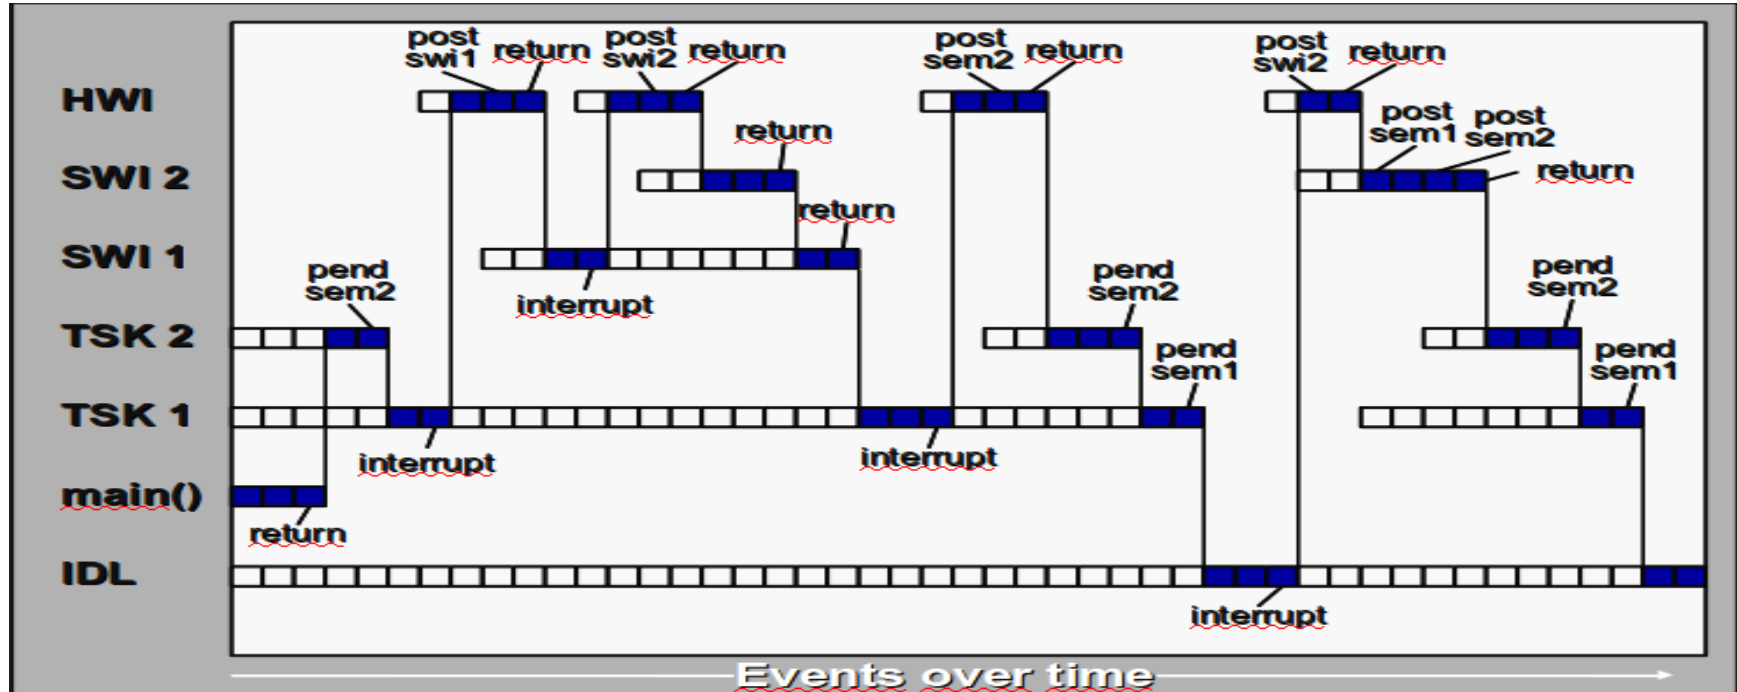 post
swi1
return
post
swi2
return
post
sem2
return
post
swi2
return
HWI
post
sem1
post
sem2
return
return
SWI 2
return
SWI 1
interrupt
pend
sem2
pend
sem2
pend
sem2
TSK 2
pend
sem1
pend
sem1
TSK 1
interrupt
interrupt
main()
return
IDL
interrupt
Events over time